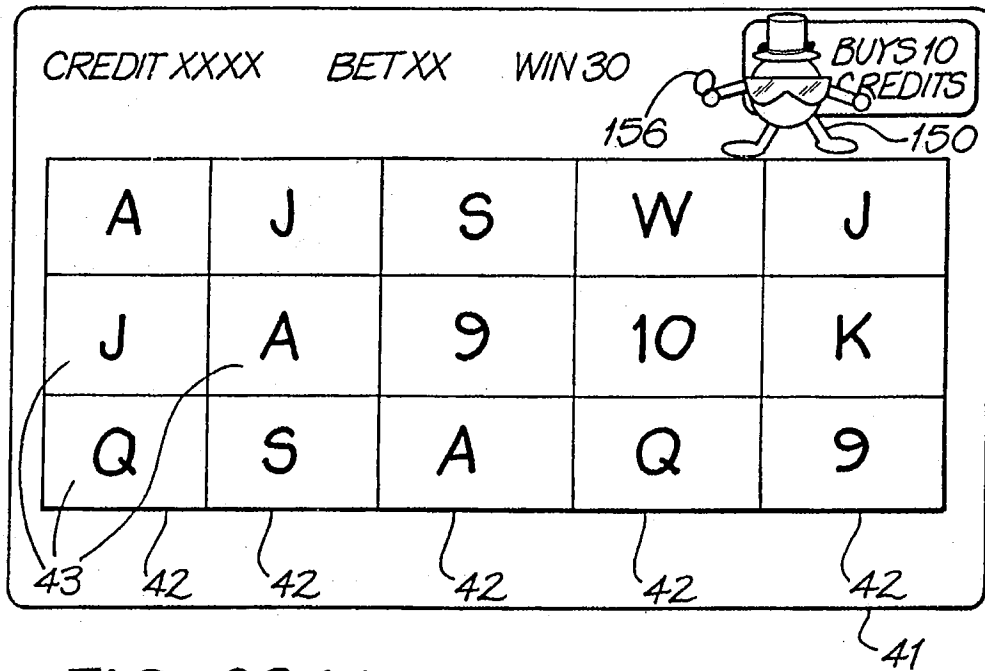 CREDIT XXXX BET XX WIN 30 BUYS 10
CREDITS
156 150
A J S W J
J A 9 10 K
Q S A Q 9
43 42 42 42 42 42
41